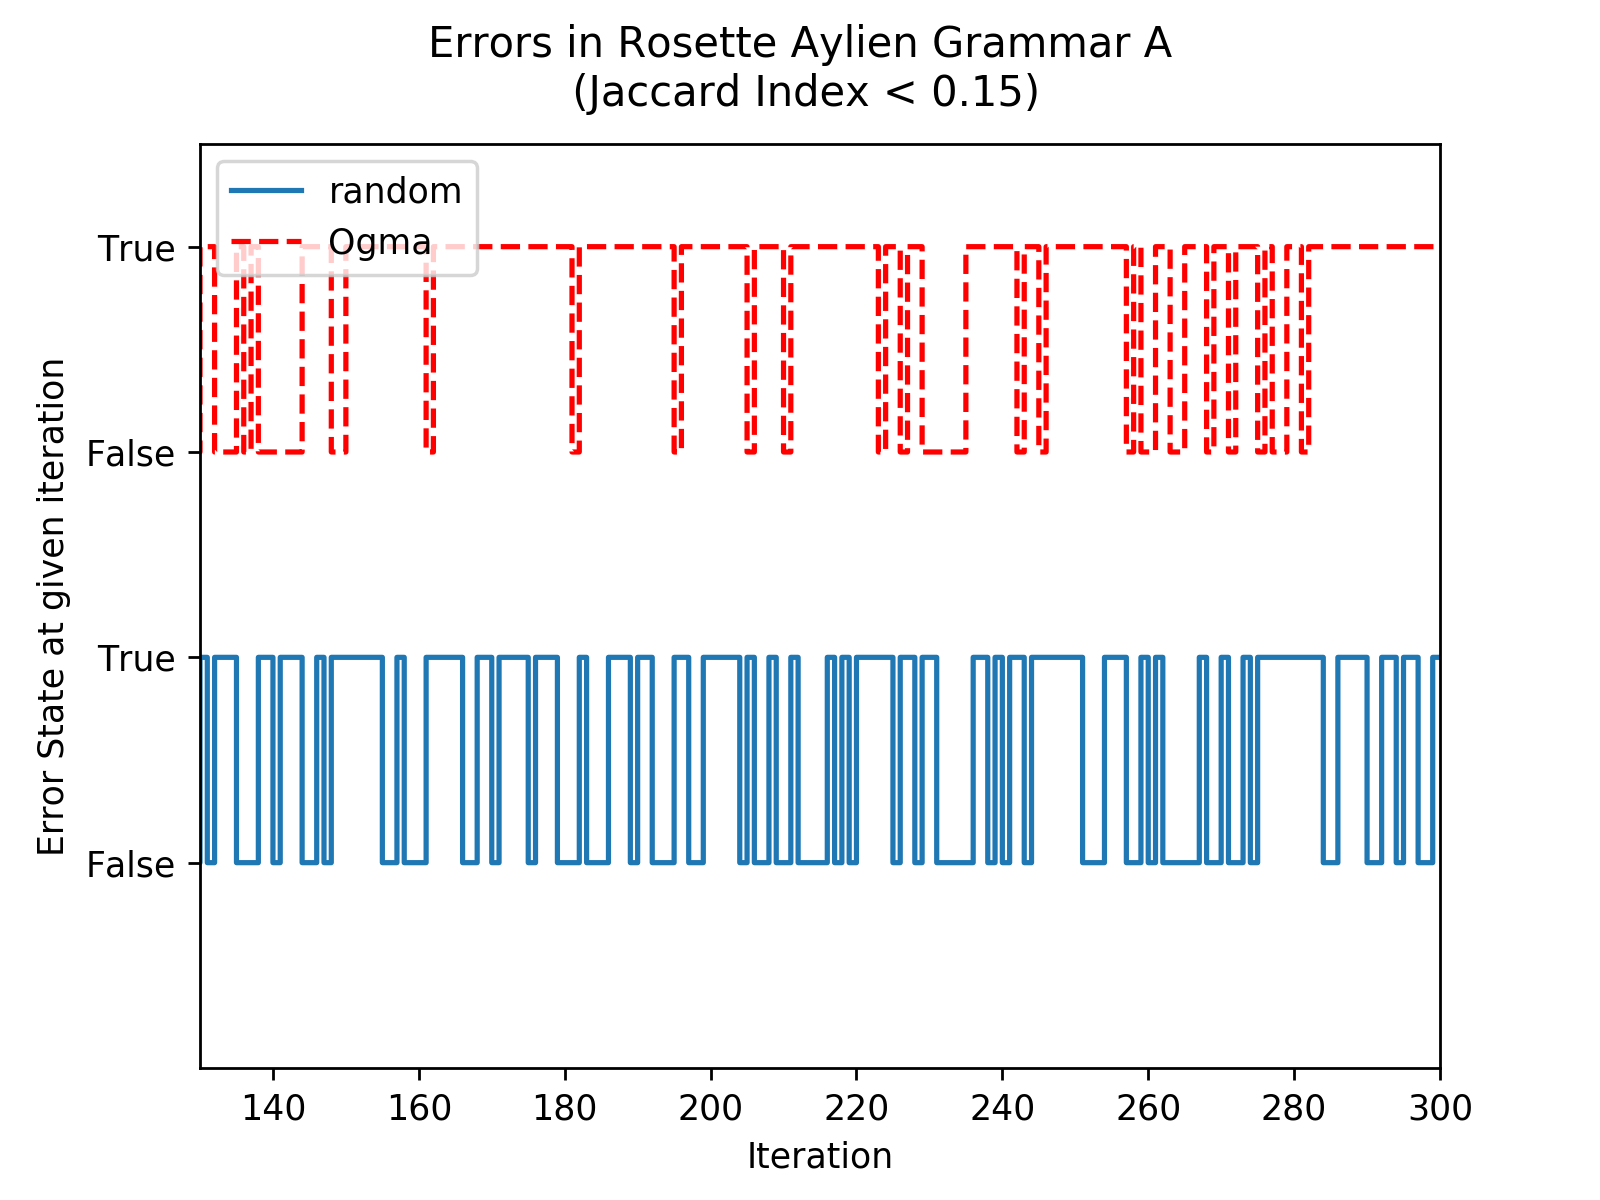 Errors in Rosette Aylien Grammar A
(Jaccard Index < 0.15)
random
Ogma
True
False
True
False
Error State at given iteration
140 160 180 200 220 240 260 280 300
Iteration